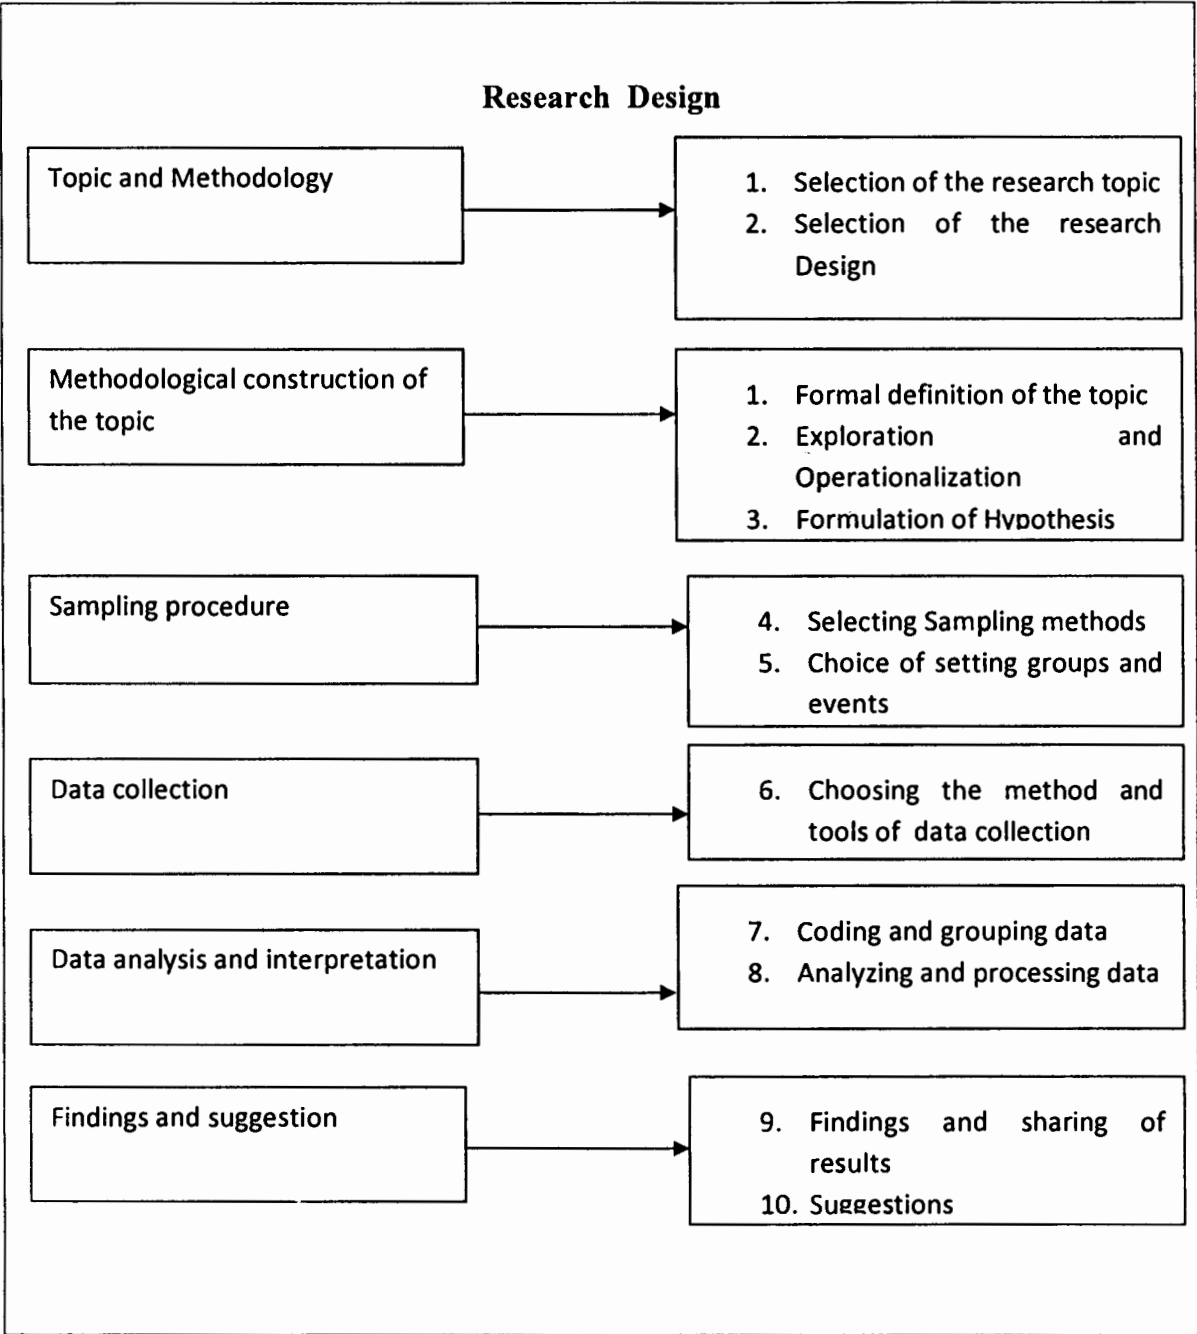 Research Design
Topic and Methodology
1. Selection of the research topic
2. Selection of the research
Design
Methodological construction of
the topic
1. Formal definition of the topic
2. Exploration and
Operationalization
3. Formulation of Hypothesis
Sampling procedure
4. Selecting Sampling methods
5. Choice of setting groups and
events
Data collection
6. Choosing the method and
tools of data collection
Data analysis and interpretation
7. Coding and grouping data
8. Analyzing and processing data
Findings and suggestion
9. Findings and sharing of
results
10. Suggestions